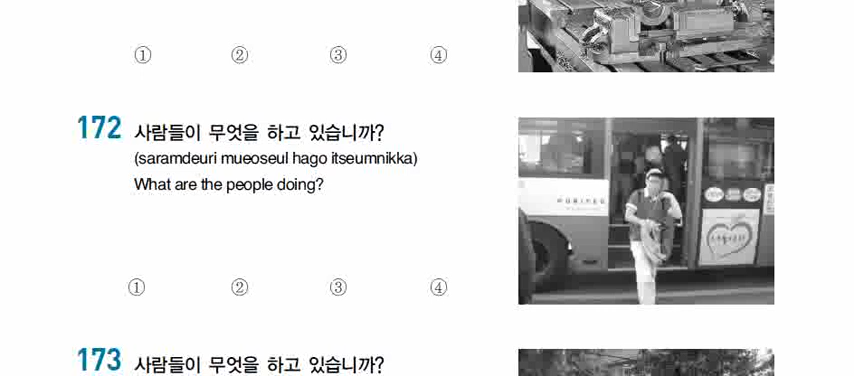 ① ② ③ ④
172 사람들이 무엇을 하고 있습니까?
(saramdeuri mueoseul hago itseumnikka)
What are the people doing?
① ② ③ ④
173 사람들이 무엇을 하고 있습니까?